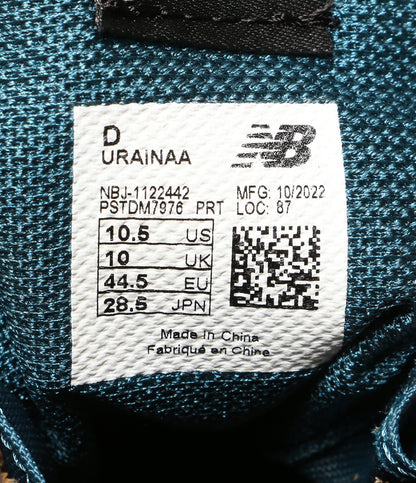 D
URAINAA
NB
NBJ-1122442 MFG: 10/2022
PSTDM7976 PRT LOC: 87
10.5 US
10 UK
44.5 EU
28.5 JPN
Made In China
Fabriqué en Chine